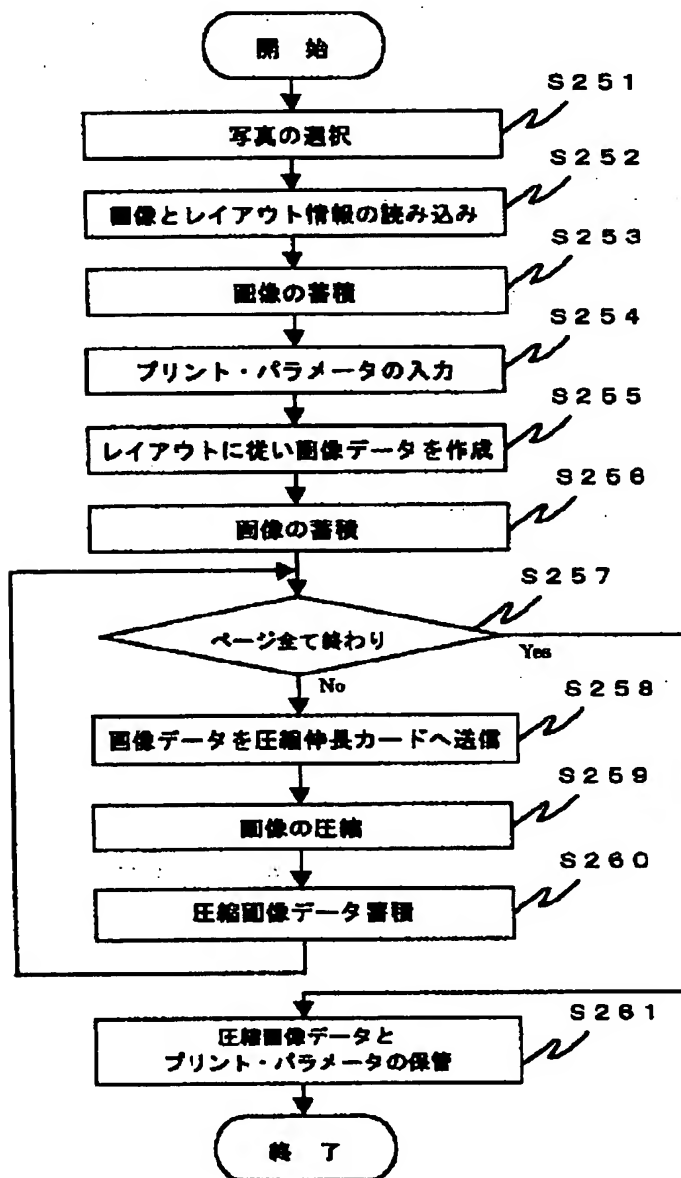 開 始
S251
写真の選択
S252
画像とレイアウト情報の読み込み
S253
画像の蓄積
S254
プリント・パラメータの入力
S255
レイアウトに従い画像データを作成
S256
画像の蓄積
S257
ページ全て終わり
Yes
No
S258
画像データを圧縮伸長カードへ送信
S259
画像の圧縮
S260
圧縮画像データ蓄積
S261
圧縮画像データと
プリント・パラメータの保管
終 了